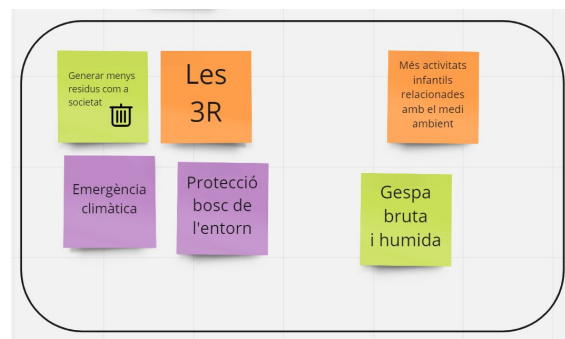 Generar menys
residus com a
societat
Les
3R
Més activitats
infantils
relacionades
amb el medi
ambient
Emergència
climàtica
Protecció
bosc de
l'entorn
Gespa
bruta
i humida